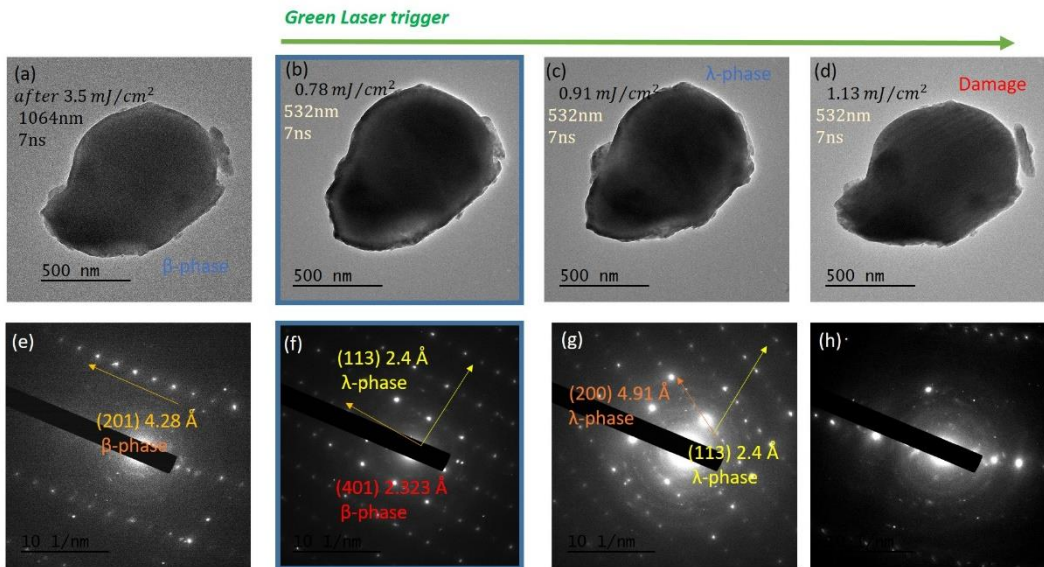 Green Laser trigger
(a)
after 3.5 mJ/cm²
1064nm
7ns
β-phase
500 nm
(b)
0.78 mJ/cm²
532nm
7ns
500 nm
(c)
λ-phase
0.91 mJ/cm²
532nm
7ns
500 nm
(d)
Damage
1.13 mJ/cm²
532nm
7ns
500 nm
(e)
(201) 4.28 Å
β-phase
10 1/nm
(f)
(113) 2.4 Å
λ-phase
(401) 2.323 Å
β-phase
10 1/nm
(g)
(200) 4.91 Å
λ-phase
(113) 2.4 Å
λ-phase
10 1/nm
(h)
10 1/nm